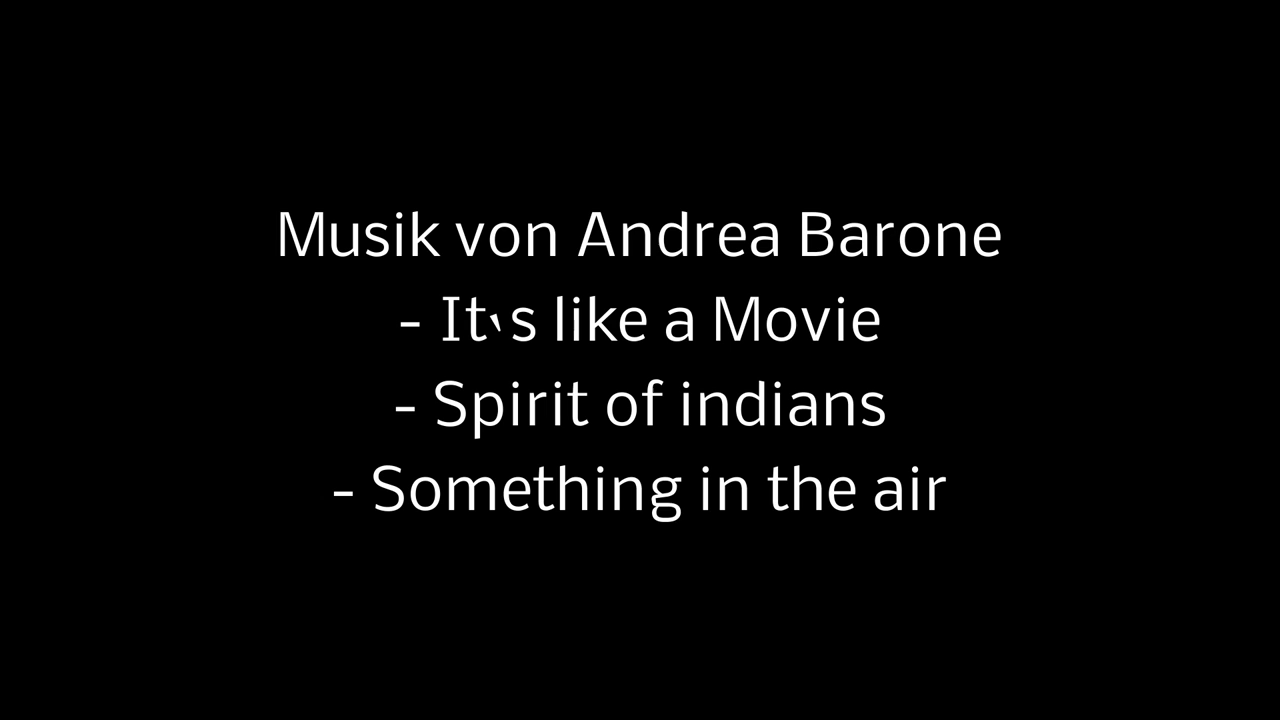 Musik von Andrea Barone
- It`s like a Movie
- Spirit of indians
- Something in the air